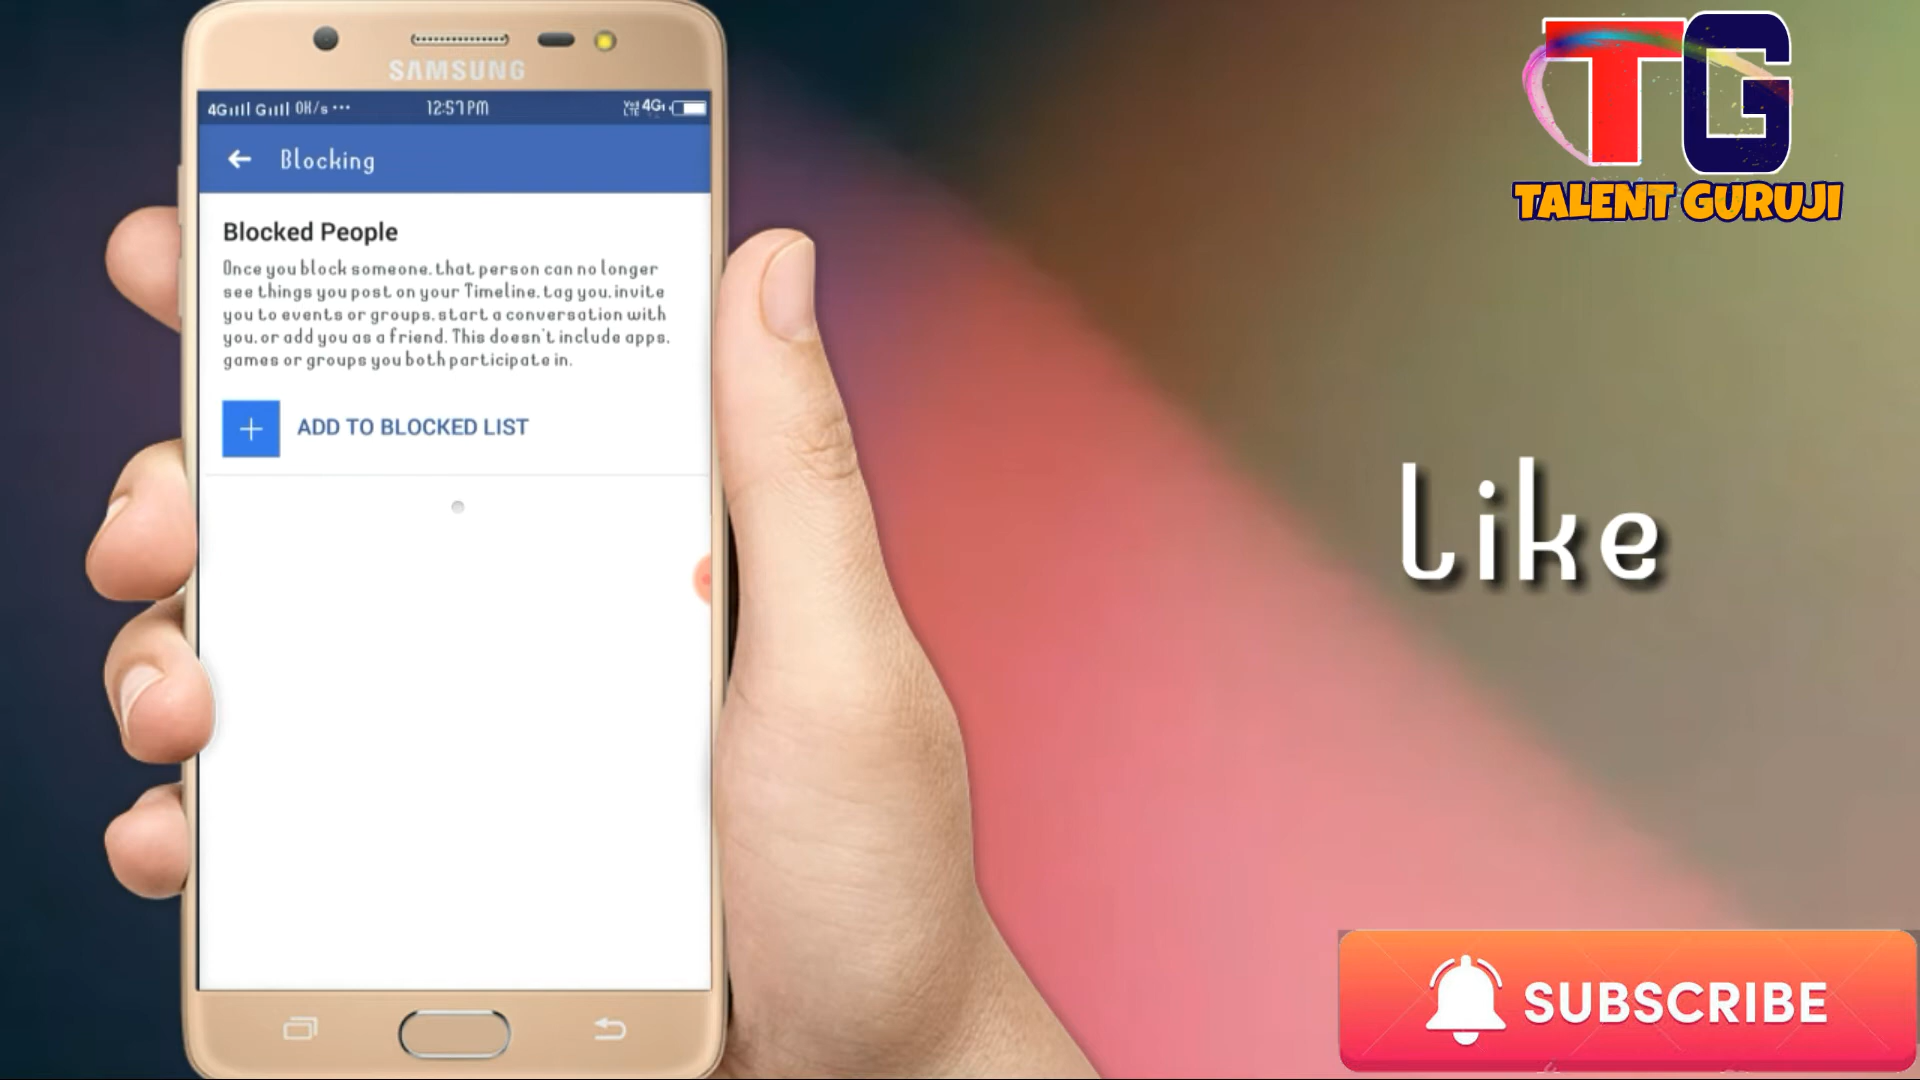 SAMSUNG
4G G 0K/s ··· 12:57 PM VoLTE 4G
Blocking
Blocked People
Once you block someone, that person can no longer
see things you post on your Timeline, tag you, invite
you to events or groups, start a conversation with
you, or add you as a friend. This doesn't include apps,
games or groups you both participate in.
+ ADD TO BLOCKED LIST
TG
TALENT GURUJI
Like
SUBSCRIBE